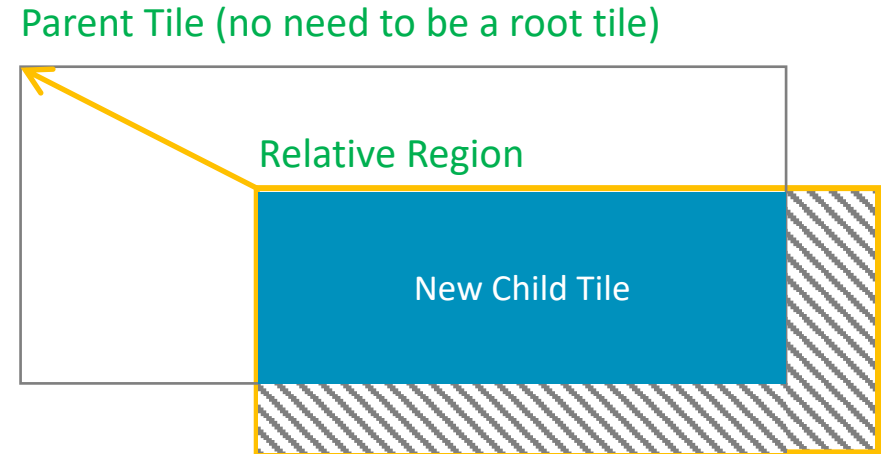 Parent Tile (no need to be a root tile)
Relative Region
New Child Tile